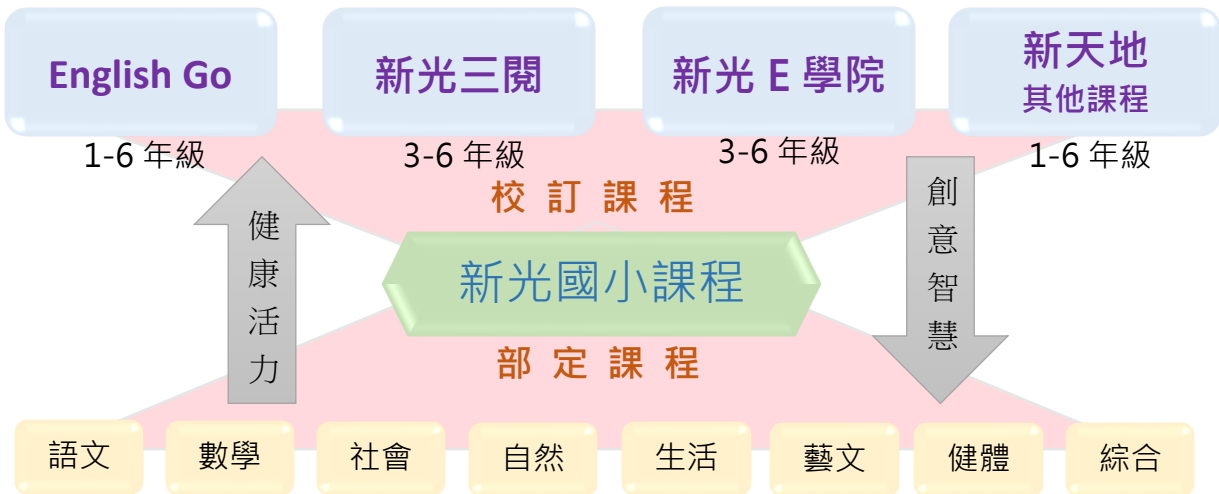 English Go
新光三閱
新光 E 學院
新天地
其他課程
1-6 年級
3-6 年級
3-6 年級
1-6 年級
校訂課程
健康活力
創意智慧
新光國小課程
部定課程
語文
數學
社會
自然
生活
藝文
健體
綜合